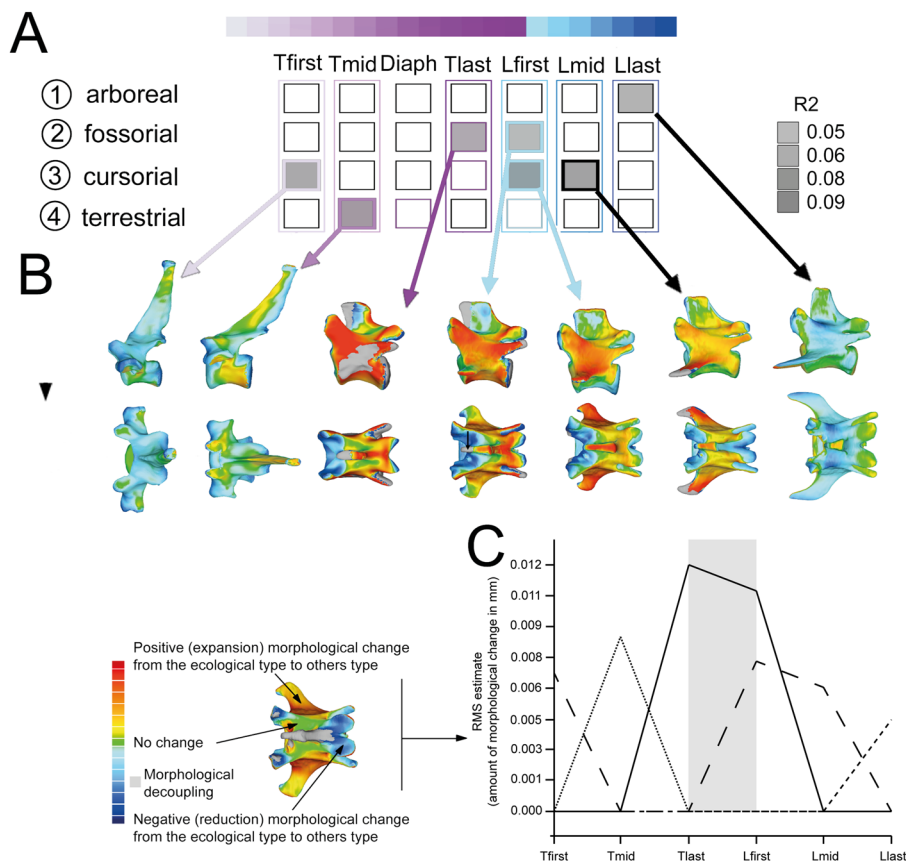 A
Tfirst Tmid Diaph Tlast Lfirst Lmid Llast
1 arboreal
2 fossorial
3 cursorial
4 terrestrial
R2
0.05
0.06
0.08
0.09
B
C
Positive (expansion) morphological change
from the ecological type to others type
No change
Morphological
decoupling
Negative (reduction) morphological change
from the ecological type to others type
RMS estimate
(amount of morphological change in mm)
0.012
0.011
0.009
0.008
0.006
0.005
0.003
0.001
0.000
Tfirst Tmid Tlast Lfirst Lmid Llast